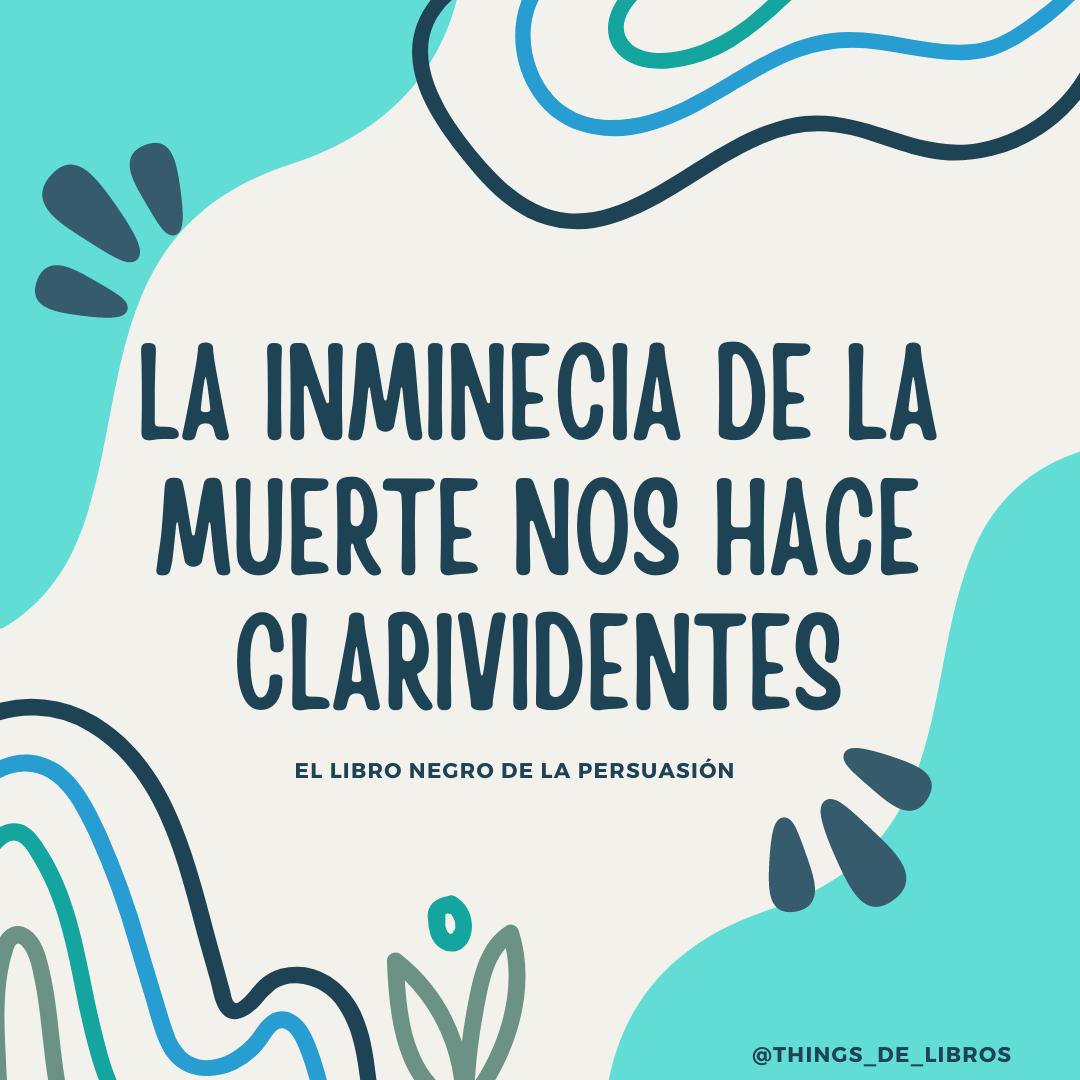 LA INMINECIA DE LA
MUERTE NOS HACE
CLARIVIDENTES
EL LIBRO NEGRO DE LA PERSUASIÓN
@THINGS_DE_LIBROS